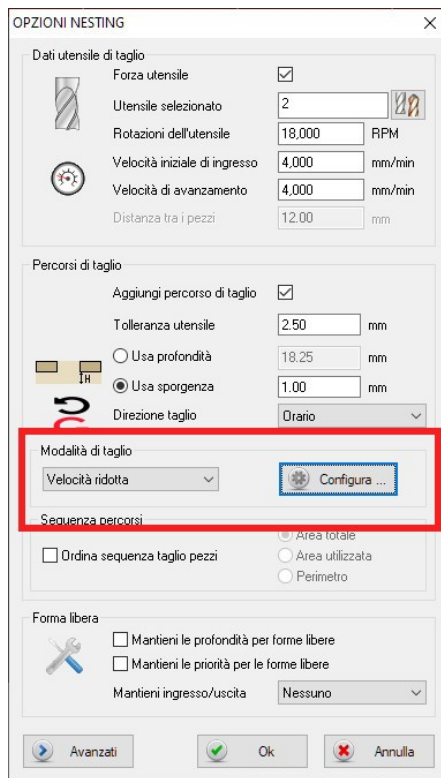 OPZIONI NESTING
Dati utensile di taglio
Forza utensile
Utensile selezionato 2
Rotazioni dell'utensile 18,000 RPM
Velocità iniziale di ingresso 4,000 mm/min
Velocità di avanzamento 4,000 mm/min
Distanza tra i pezzi 12.00 mm
Percorsi di taglio
Aggiungi percorso di taglio
Tolleranza utensile 2.50 mm
Usa profondità 18.25 mm
H Usa sporgenza 1.00 mm
Direzione taglio Orario
Modalità di taglio
Velocità ridotta Configura ...
Sequenza percorsi
Area totale
Ordina sequenza taglio pezzi Area utilizzata
Perimetro
Forma libera
Mantieni le profondità per forme libere
Mantieni le priorità per le forme libere
Mantieni ingresso/uscita Nessuno
Avanzati Ok Annulla